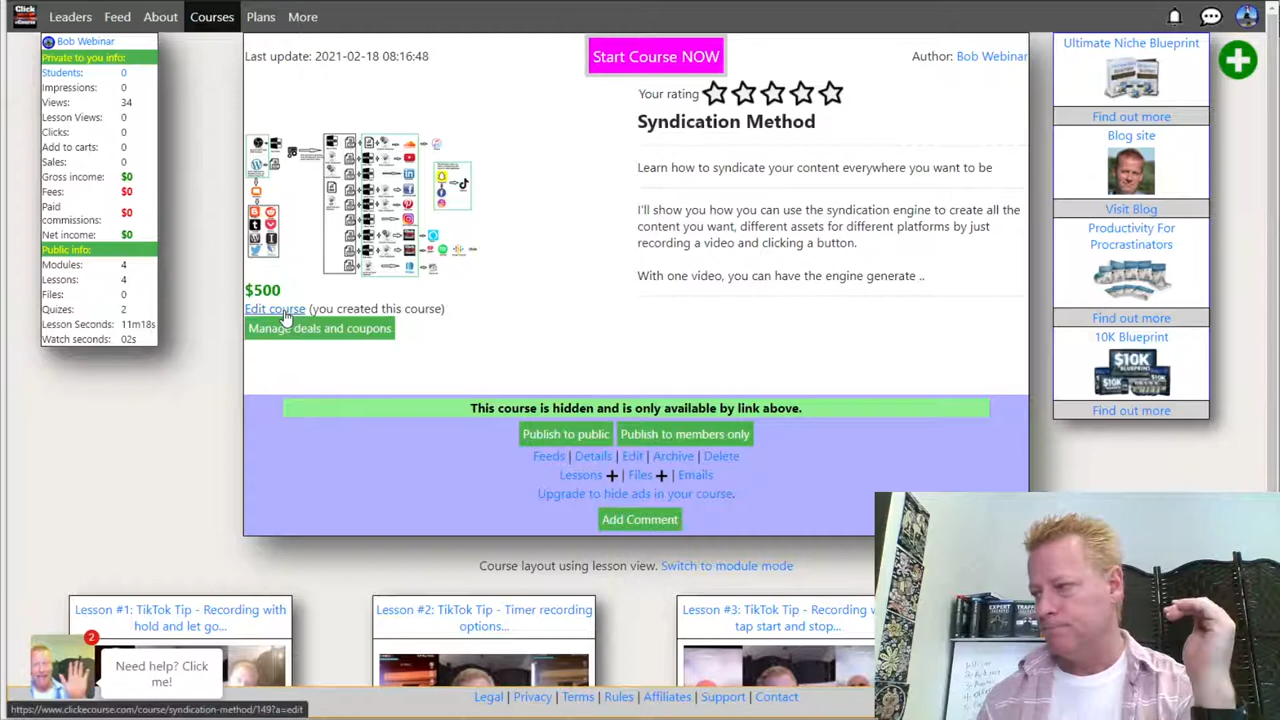 Click
eCourse
Leaders
Feed
About
Courses
Plans
More
Bob Webinar
Private to you info:
Students: 0
Impressions: 0
Views: 34
Lesson Views: 0
Clicks: 0
Add to carts: 0
Sales: 0
Gross income: $0
Fees: $0
Paid
commissions: $0
Net income: $0
Public info:
Modules: 4
Lessons: 4
Files: 0
Quizes: 2
Lesson Seconds: 11m18s
Watch seconds: 02s
Last update: 2021-02-18 08:16:48
Start Course NOW
Author: Bob Webinar
Your rating
Syndication Method
Learn how to syndicate your content everywhere you want to be
I'll show you how you can use the syndication engine to create all the
content you want, different assets for different platforms by just
recording a video and clicking a button.
With one video, you can have the engine generate ..
$500
Edit course (you created this course)
Manage deals and coupons
This course is hidden and is only available by link above.
Publish to public
Publish to members only
Feeds | Details | Edit | Archive | Delete
Lessons + | Files + | Emails
Upgrade to hide ads in your course.
Add Comment
Course layout using lesson view. Switch to module mode
Lesson #1: TikTok Tip - Recording with
hold and let go...
Lesson #2: TikTok Tip - Timer recording
options...
Lesson #3: TikTok Tip - Recording w
tap start and stop...
Ultimate Niche Blueprint
Find out more
Blog site
Visit Blog
Productivity For
Procrastinators
Find out more
10K Blueprint
$10K
Find out more
2
Need help? Click
me!
Legal | Privacy | Terms | Rules | Affiliates | Support | Contact
https://www.clickecourse.com/course/syndication-method/149?a=edit
EXPERT
TRAFFIC